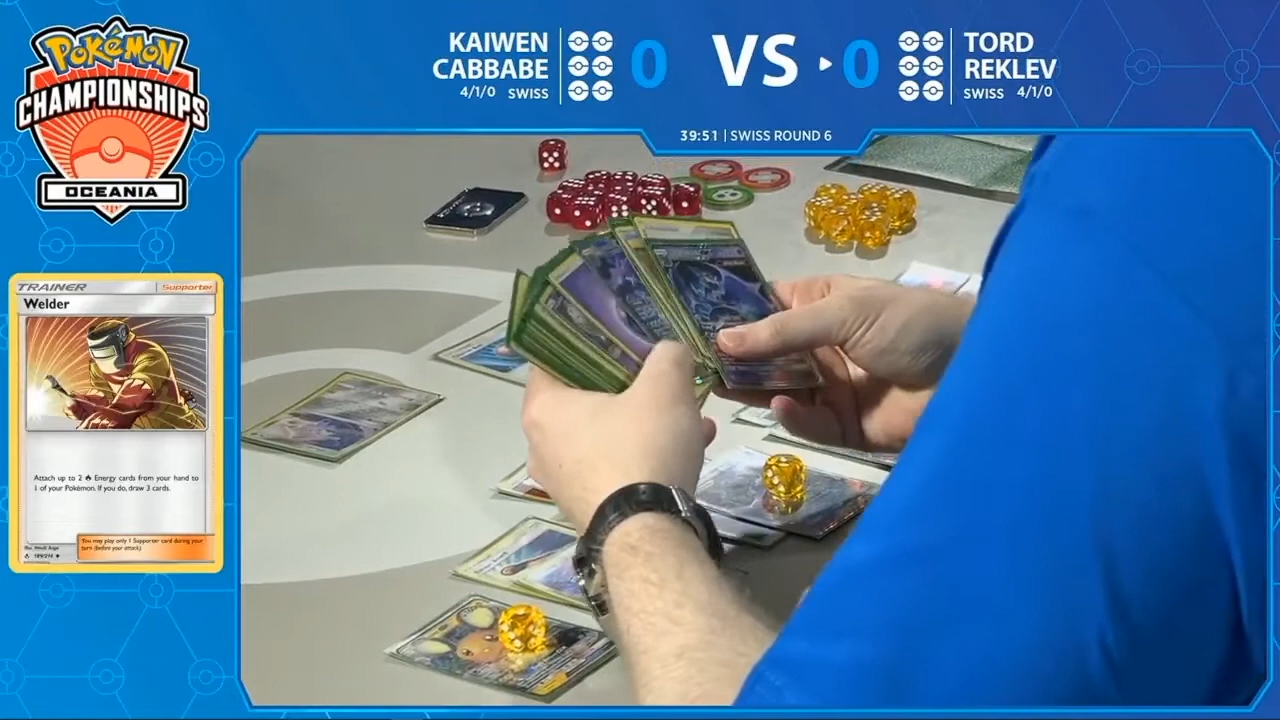 Pokémon
CHAMPIONSHIPS
OCEANIA
KAIWEN
CABBABE
4/1/0 SWISS
0
VS
0
TORD
REKLEV
SWISS 4/1/0
39:51 | SWISS ROUND 6
TRAINER Supporter
Welder
Attach up to 2 Energy cards from your hand to
1 of your Pokémon. If you do, draw 3 cards.
You may play only 1 Supporter card during your
turn (before your attack).
189/214